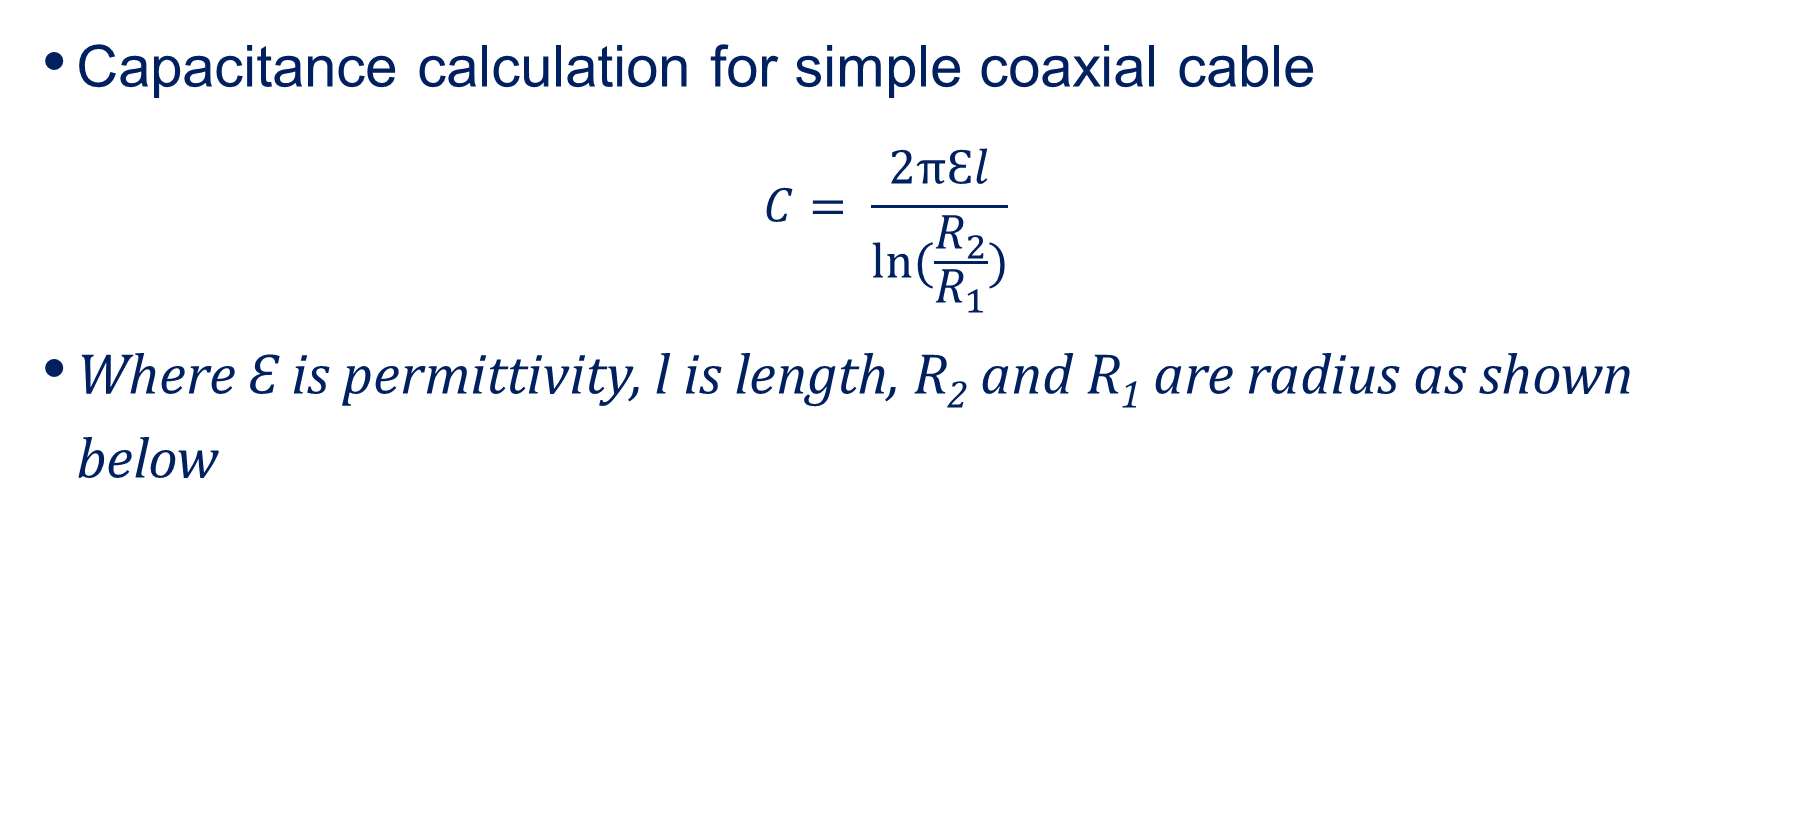 • Capacitance calculation for simple coaxial cable
C = 2πƐl / ln(R₂/R₁)
• Where Ɛ is permittivity, l is length, R₂ and R₁ are radius as shown
below